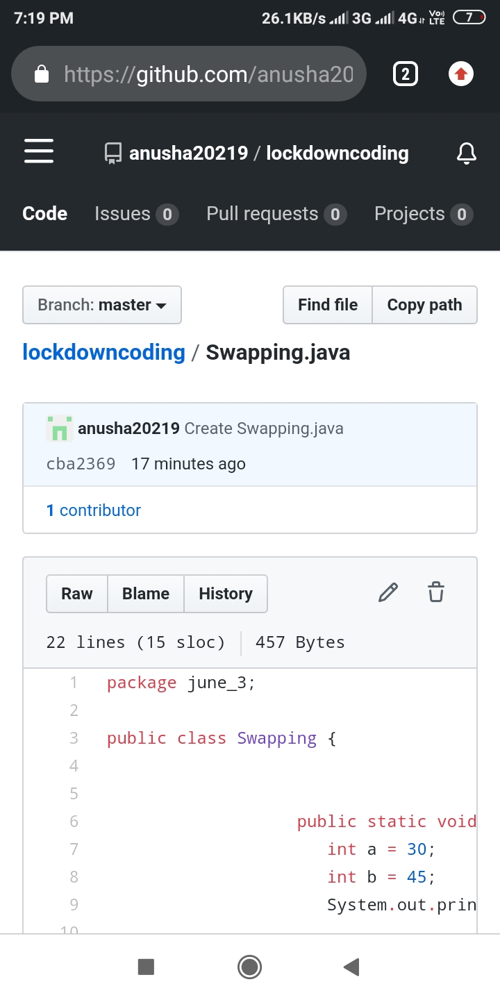 7:19 PM 26.1KB/s 3G 4G Vo) LTE 7
https://github.com/anusha20 2
anusha20219 / lockdowncoding
Code Issues 0 Pull requests 0 Projects 0
Branch: master Find file Copy path
lockdowncoding / Swapping.java
anusha20219 Create Swapping.java
cba2369 17 minutes ago
1 contributor
Raw Blame History
22 lines (15 sloc) 457 Bytes
1 package june_3;
2
3 public class Swapping {
4
5
6 public static void
7 int a = 30;
8 int b = 45;
9 System.out.prin
10